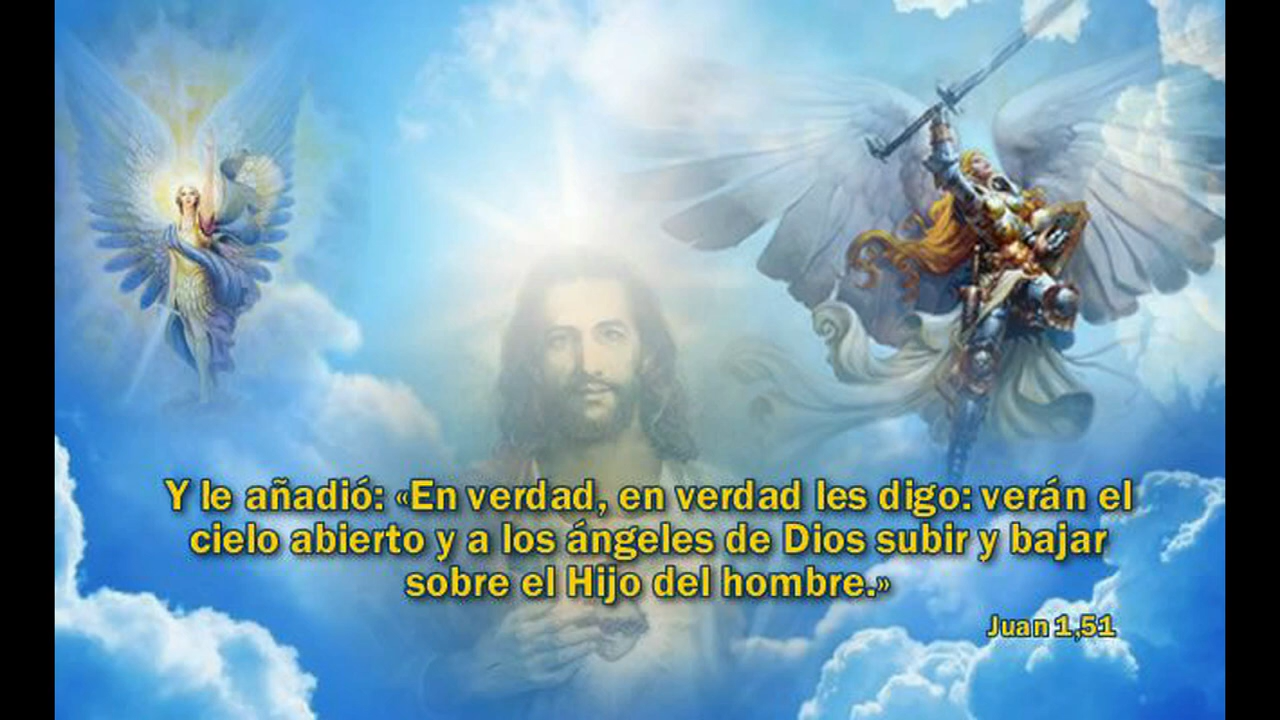 Y le añadió: «En verdad, en verdad les digo: verán el
cielo abierto y a los ángeles de Dios subir y bajar
sobre el Hijo del hombre.»
Juan 1,51